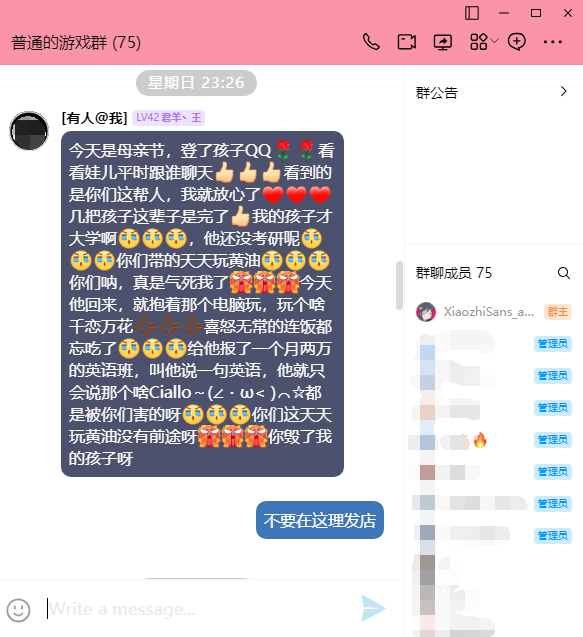 普通的游戏群 (75)
星期日 23:26
[有人@我] LV42 君羊丶王
今天是母亲节，登了孩子QQ🌹🌹看
看娃儿平时跟谁聊天👍👍👍看到的
是你们这帮人，我就放心了❤❤❤
几把孩子这辈子是完了👍我的孩子才
大学啊😭😭😭，他还没考研呢😭
😭😭你们带的天天玩黄油😭😭😭
你们呐，真是气死我了🎁🎁🎁今天
他回来，就抱着那个电脑玩，玩个啥
千恋万花💢💢💢喜怒无常的连饭都
忘吃了😭😭😭给他报了一个月两万
的英语班，叫他说一句英语，他就只
会说那个啥Ciallo～(∠・ω< )⌒☆都
是被你们害的呀😭😭😭你们这天天
玩黄油没有前途呀🎁🎁🎁你毁了我
的孩子呀
不要在这理发店
Write a message...
群公告
群聊成员 75
XiaozhiSans_a... 群主
管理员
管理员
管理员
🔥 管理员
管理员
管理员
管理员